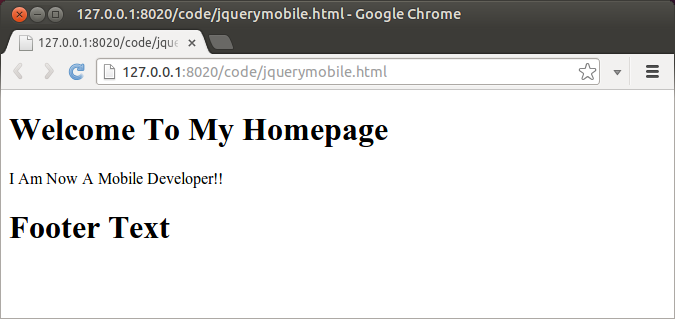 127.0.0.1:8020/code/jquerymobile.html - Google Chrome
127.0.0.1:8020/code/jque
127.0.0.1:8020/code/jquerymobile.html
Welcome To My Homepage
I Am Now A Mobile Developer!!
Footer Text